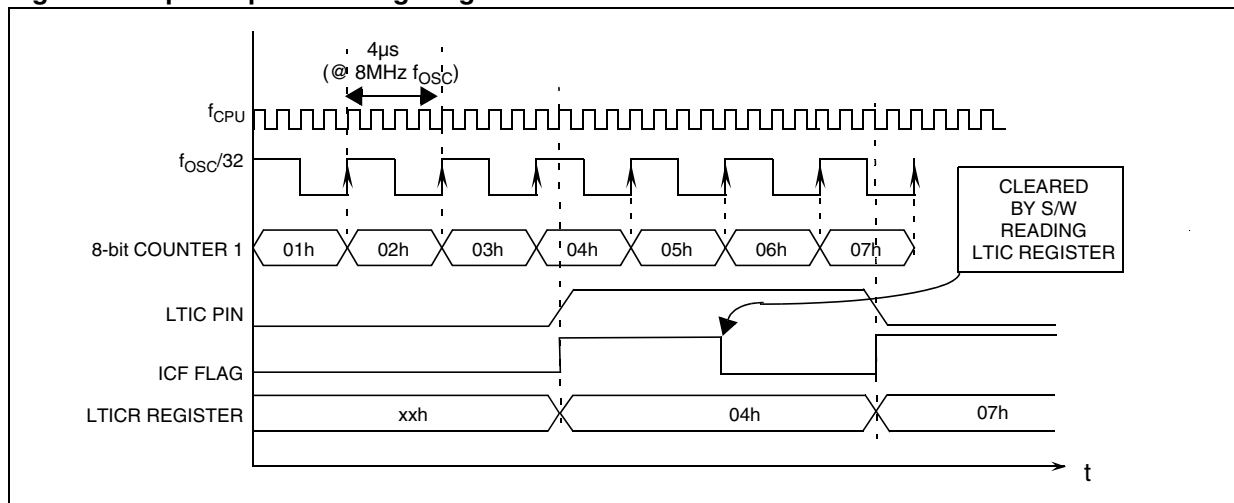 4µs
(@ 8MHz fOSC)
fCPU
fOSC/32
CLEARED
BY S/W
READING
LTIC REGISTER
8-bit COUNTER 1
01h
02h
03h
04h
05h
06h
07h
LTIC PIN
ICF FLAG
LTICR REGISTER
xxh
04h
07h
t